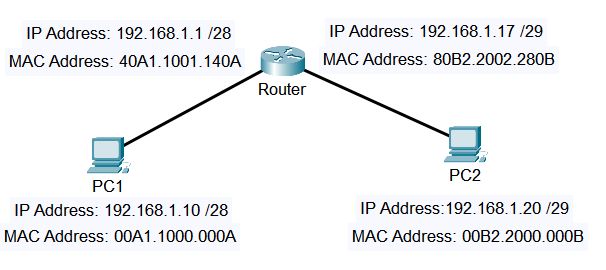 IP Address: 192.168.1.1 /28
MAC Address: 40A1.1001.140A
IP Address: 192.168.1.17 /29
MAC Address: 80B2.2002.280B
Router
PC1
IP Address: 192.168.1.10 /28
MAC Address: 00A1.1000.000A
PC2
IP Address:192.168.1.20 /29
MAC Address: 00B2.2000.000B